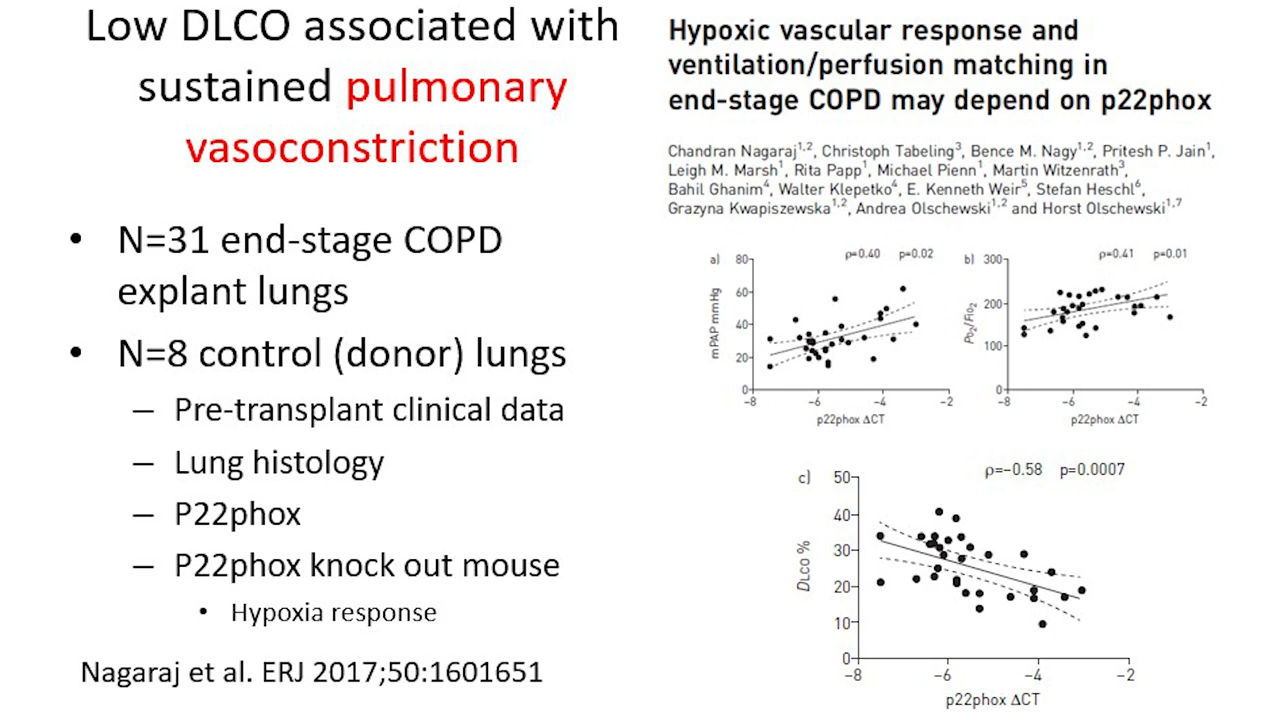 Low DLCO associated with
sustained pulmonary
vasoconstriction
• N=31 end-stage COPD
explant lungs
• N=8 control (donor) lungs
– Pre-transplant clinical data
– Lung histology
– P22phox
– P22phox knock out mouse
• Hypoxia response
Nagaraj et al. ERJ 2017;50:1601651
Hypoxic vascular response and
ventilation/perfusion matching in
end-stage COPD may depend on p22phox
Chandran Nagaraj1,2, Christoph Tabeling3, Bence M. Nagy1,2, Pritesh P. Jain1,
Leigh M. Marsh1, Rita Papp1, Michael Pienn1, Martin Witzenrath3,
Bahil Ghanim4, Walter Klepetko4, E. Kenneth Weir5, Stefan Heschl6,
Grazyna Kwapiszewska1,2, Andrea Olschewski1,2 and Horst Olschewski1,7
a)
ρ=0.40 p=0.02
mPAP mmHg
80
60
40
20
0
−8 −6 −4 −2
p22phox ΔCT
b)
ρ=0.41 p=0.01
PO2/FIO2
300
200
100
0
−8 −6 −4 −2
p22phox ΔCT
c)
ρ=−0.58 p=0.0007
DLCO %
50
40
30
20
10
0
−8 −6 −4 −2
p22phox ΔCT